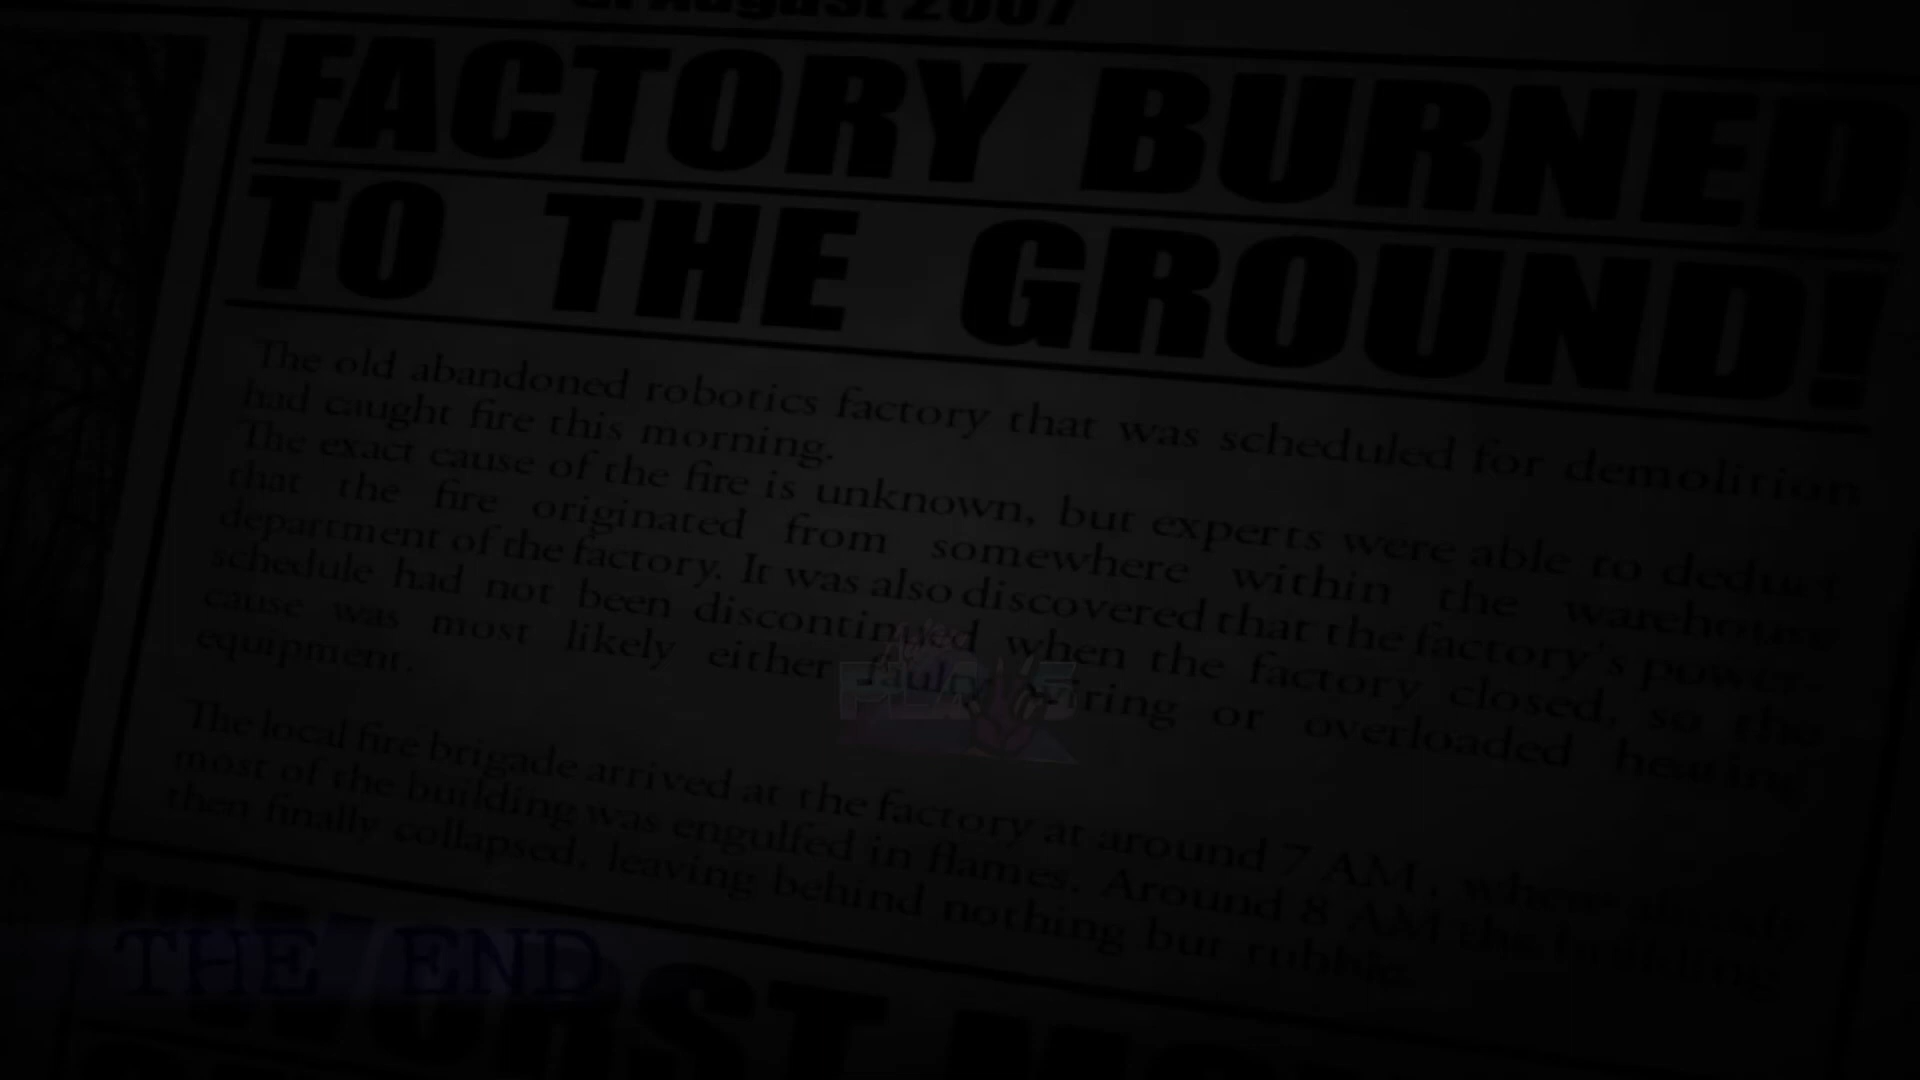 August 2007
FACTORY BURNED
TO THE GROUND!
The old abandoned robotics factory that was scheduled for demolition
had caught fire this morning.
The exact cause of the fire is unknown, but experts were able to deduct
that the fire originated from somewhere within the warehouse
department of the factory. It was also discovered that the factory's power-
schedule had not been discontinued when the factory closed, so the
cause was most likely either faulty wiring or overloaded heating
equipment.
The local fire brigade arrived at the factory at around 7 AM, where already
most of the building was engulfed in flames. Around 8 AM the building
then finally collapsed, leaving behind nothing but rubble.
THE END